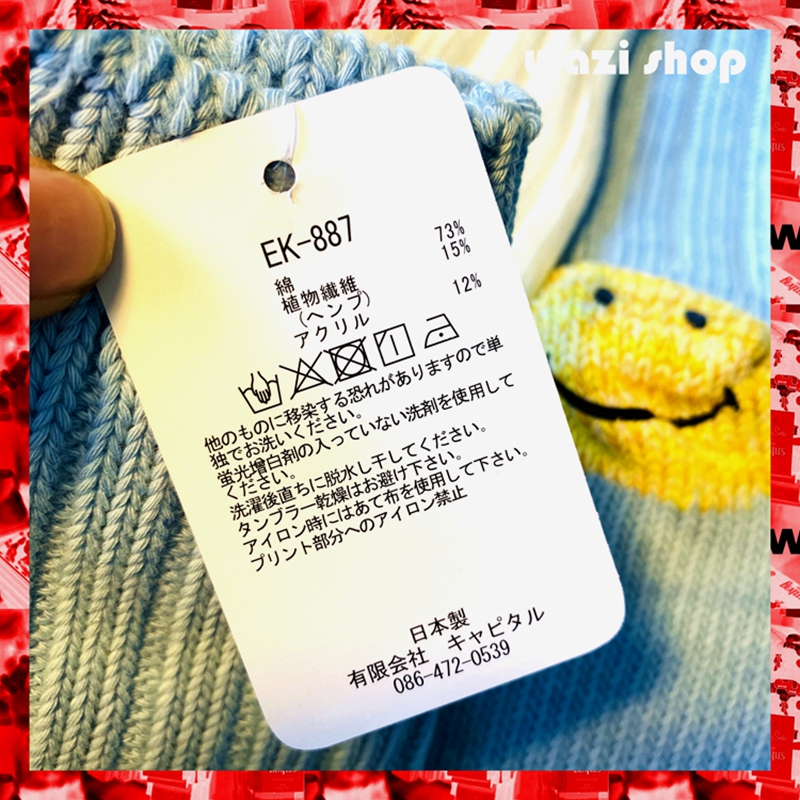 wazi shop
EK-887
綿 73%
植物繊維 15%
(ヘンプ)
アクリル 12%
他のものに移染する恐れがありますので単
独でお洗いください。
蛍光増白剤の入っていない洗剤を使用して
ください。
洗濯後直ちに脱水し干してください。
タンブラー乾燥はお避け下さい。
アイロン時にはあて布を使用して下さい。
プリント部分へのアイロン禁止
日本製
有限会社 キャピタル
086-472-0539